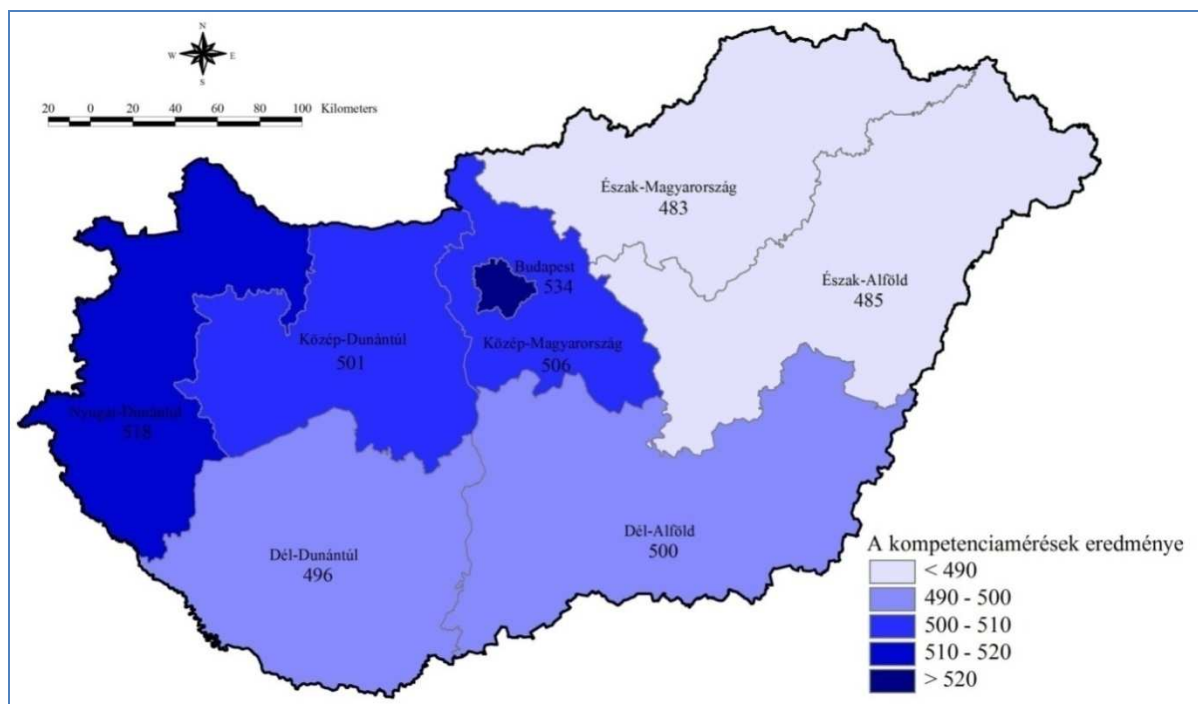 N
W E
S
20 0 20 40 60 80 100 Kilometers
Észak-Magyarország
483
Budapest
534
Észak-Alföld
485
Közép-Dunántúl
501
Közép-Magyarország
506
Nyugat-Dunántúl
518
Dél-Dunántúl
496
Dél-Alföld
500
A kompetenciamérések eredménye
< 490
490 - 500
500 - 510
510 - 520
> 520